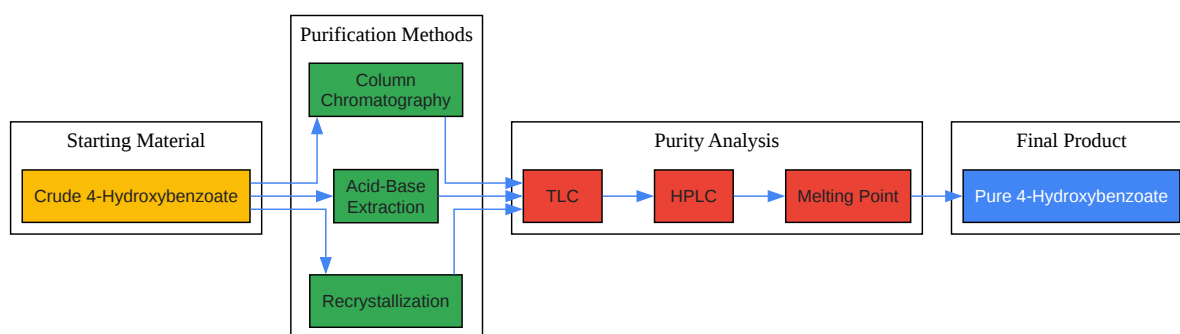 Purification Methods
Column
Chromatography
Starting Material
Purity Analysis
Final Product
Crude 4-Hydroxybenzoate
Acid-Base
Extraction
TLC
HPLC
Melting Point
Pure 4-Hydroxybenzoate
Recrystallization